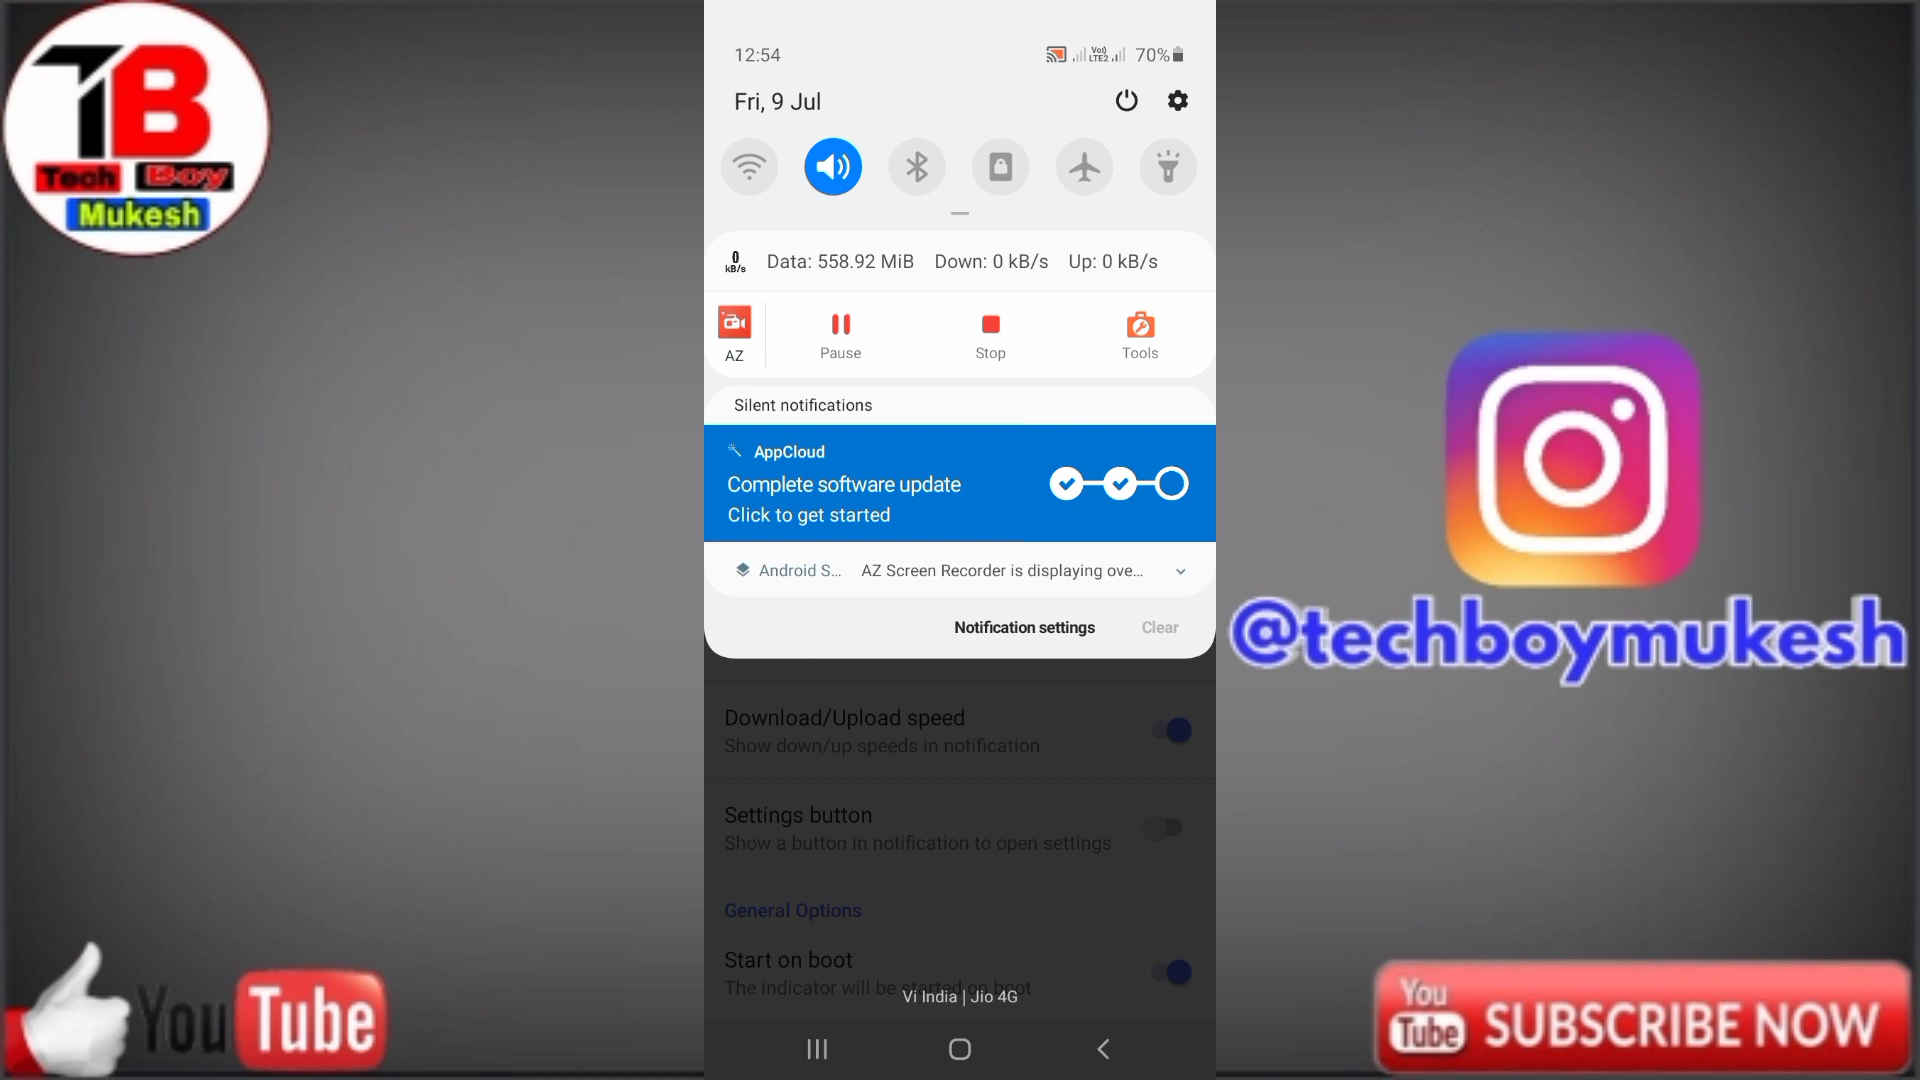 TB
Tech Boy
Mukesh
12:54
Vo))
LTE2
70%
Fri, 9 Jul
0
kB/s
Data: 558.92 MiB Down: 0 kB/s Up: 0 kB/s
AZ
Pause
Stop
Tools
Silent notifications
AppCloud
Complete software update
Click to get started
Android S... AZ Screen Recorder is displaying ove...
Notification settings
Clear
Download/Upload speed
Show down/up speeds in notification
Settings button
Show a button in notification to open settings
General Options
Start on boot
The indicator will be started on boot
Vi India | Jio 4G
@techboymukesh
YouTube
You
Tube
SUBSCRIBE NOW